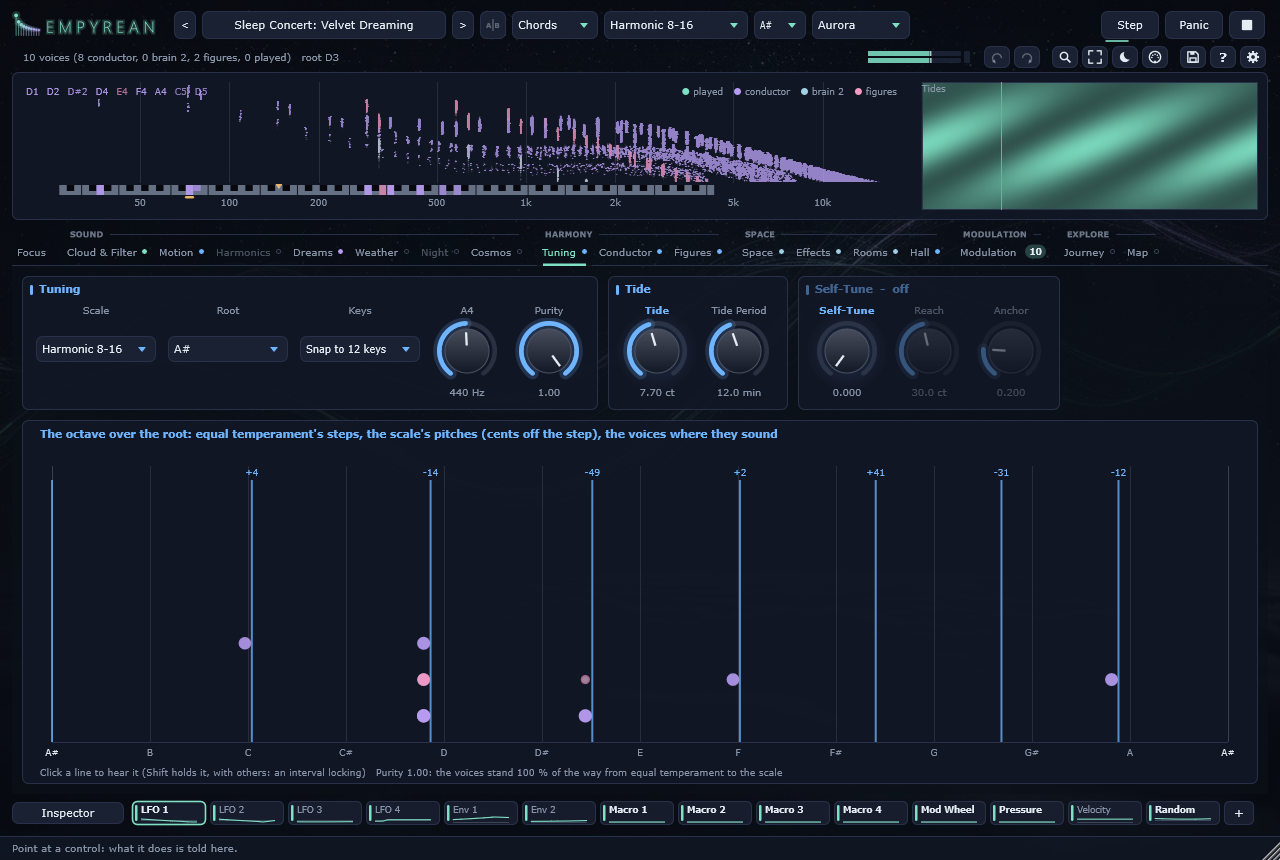 EMPYREAN < Sleep Concert: Velvet Dreaming > A|B Chords Harmonic 8-16 A# Aurora Step Panic
10 voices (8 conductor, 0 brain 2, 2 figures, 0 played) root D3 ?
D1 D2 D#2 D4 E4 F4 A4 C5 D5 played conductor brain 2 figures Tides
50 100 200 500 1k 2k 5k 10k
SOUND HARMONY SPACE MODULATION EXPLORE
Focus Cloud & Filter Motion Harmonics Dreams Weather Night Cosmos Tuning Conductor Figures Space Effects Rooms Hall Modulation 10 Journey Map
Tuning Tide Self-Tune - off
Scale Root Keys A4 Purity Tide Tide Period Self-Tune Reach Anchor
Harmonic 8-16 A# Snap to 12 keys
440 Hz 1.00 7.70 ct 12.0 min 0.000 30.0 ct 0.200
The octave over the root: equal temperament's steps, the scale's pitches (cents off the step), the voices where they sound
+4 -14 -49 +2 +41 -31 -12
A# B C C# D D# E F F# G G# A A#
Click a line to hear it (Shift holds it, with others: an interval locking) Purity 1.00: the voices stand 100 % of the way from equal temperament to the scale
Inspector LFO 1 LFO 2 LFO 3 LFO 4 Env 1 Env 2 Macro 1 Macro 2 Macro 3 Macro 4 Mod Wheel Pressure Velocity Random +
Point at a control: what it does is told here.